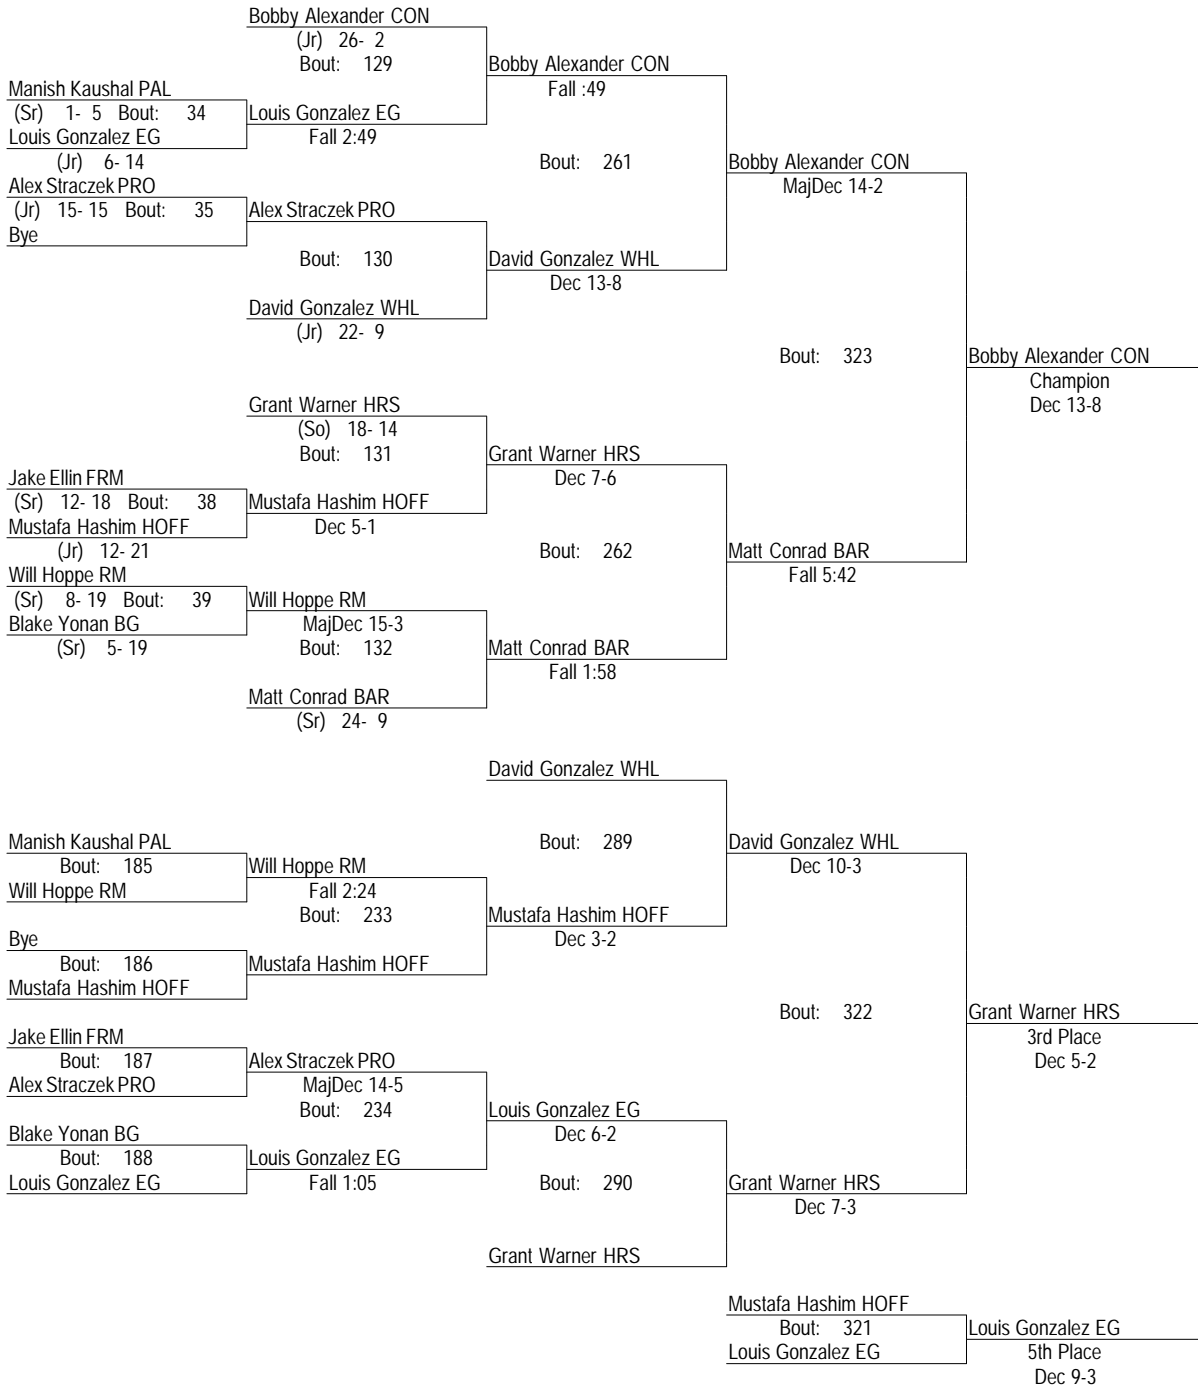 Bobby Alexander CON
(Jr) 26- 2
Bout: 129
Bobby Alexander CON
Fall :49
Manish Kaushal PAL
(Sr) 1- 5 Bout: 34
Louis Gonzalez EG
Louis Gonzalez EG
Fall 2:49
(Jr) 6- 14
Bout: 261
Bobby Alexander CON
MajDec 14-2
Alex Straczek PRO
(Jr) 15- 15 Bout: 35
Alex Straczek PRO
Bye
Bout: 130
David Gonzalez WHL
Dec 13-8
David Gonzalez WHL
(Jr) 22- 9
Bout: 323
Bobby Alexander CON
Champion
Dec 13-8
Grant Warner HRS
(So) 18- 14
Bout: 131
Grant Warner HRS
Dec 7-6
Jake Ellin FRM
(Sr) 12- 18 Bout: 38
Mustafa Hashim HOFF
Mustafa Hashim HOFF
Dec 5-1
(Jr) 12- 21
Bout: 262
Matt Conrad BAR
Fall 5:42
Will Hoppe RM
(Sr) 8- 19 Bout: 39
Will Hoppe RM
Blake Yonan BG
MajDec 15-3
(Sr) 5- 19
Bout: 132
Matt Conrad BAR
Fall 1:58
Matt Conrad BAR
(Sr) 24- 9
David Gonzalez WHL
Manish Kaushal PAL
Bout: 185
Will Hoppe RM
Will Hoppe RM
Fall 2:24
Bout: 289
David Gonzalez WHL
Dec 10-3
Bout: 233
Mustafa Hashim HOFF
Dec 3-2
Bye
Bout: 186
Mustafa Hashim HOFF
Mustafa Hashim HOFF
Bout: 322
Grant Warner HRS
3rd Place
Dec 5-2
Jake Ellin FRM
Bout: 187
Alex Straczek PRO
Alex Straczek PRO
MajDec 14-5
Bout: 234
Louis Gonzalez EG
Dec 6-2
Blake Yonan BG
Bout: 188
Louis Gonzalez EG
Louis Gonzalez EG
Fall 1:05
Bout: 290
Grant Warner HRS
Dec 7-3
Grant Warner HRS
Mustafa Hashim HOFF
Bout: 321
Louis Gonzalez EG
Louis Gonzalez EG
5th Place
Dec 9-3